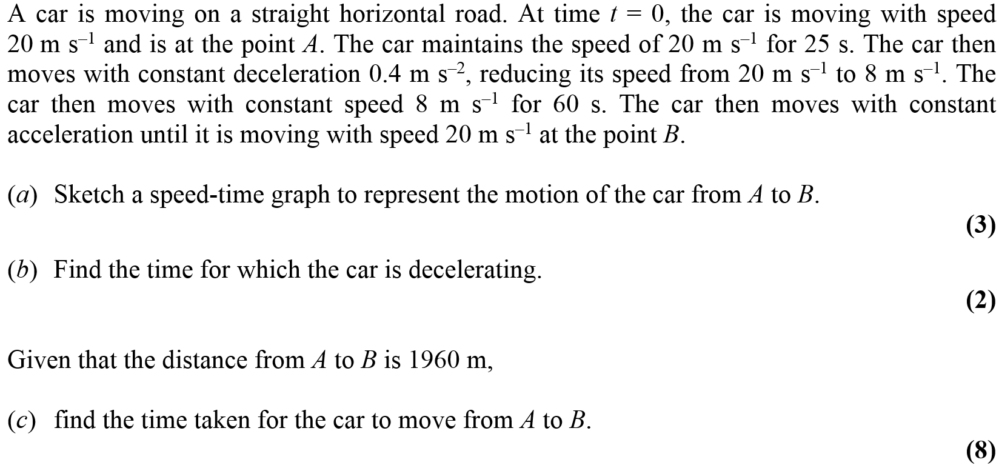 A car is moving on a straight horizontal road. At time t = 0, the car is moving with speed
20 m s⁻¹ and is at the point A. The car maintains the speed of 20 m s⁻¹ for 25 s. The car then
moves with constant deceleration 0.4 m s⁻², reducing its speed from 20 m s⁻¹ to 8 m s⁻¹. The
car then moves with constant speed 8 m s⁻¹ for 60 s. The car then moves with constant
acceleration until it is moving with speed 20 m s⁻¹ at the point B.
(a) Sketch a speed-time graph to represent the motion of the car from A to B.
(3)
(b) Find the time for which the car is decelerating.
(2)
Given that the distance from A to B is 1960 m,
(c) find the time taken for the car to move from A to B.
(8)